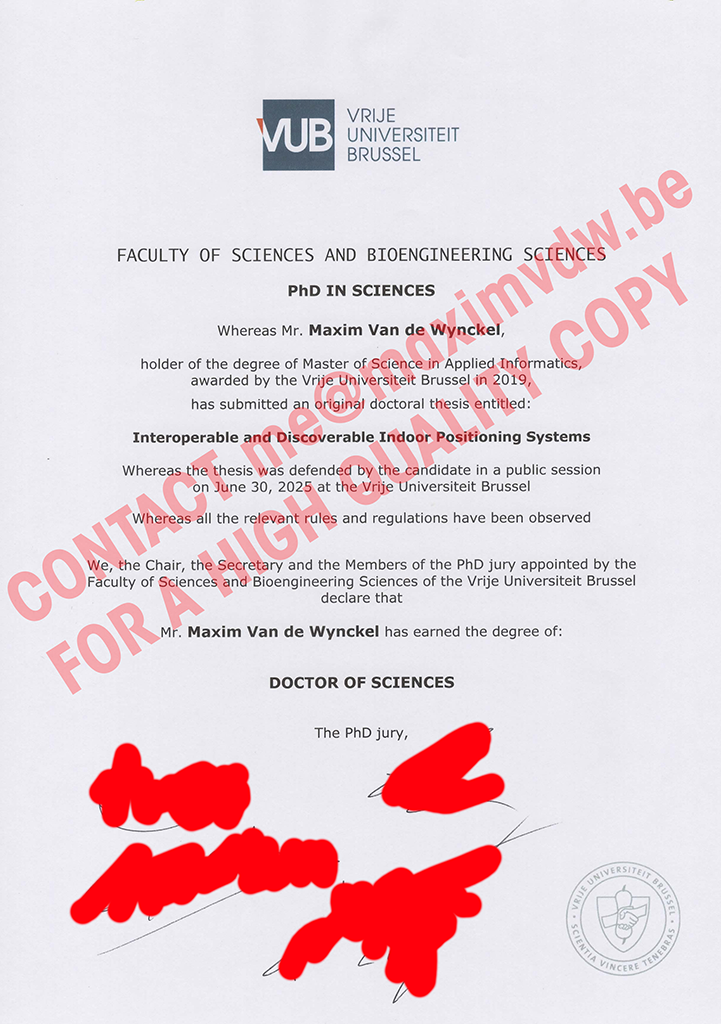 VUB
VRIJE
UNIVERSITEIT
BRUSSEL
FACULTY OF SCIENCES AND BIOENGINEERING SCIENCES
PhD IN SCIENCES
Whereas Mr. Maxim Van de Wynckel,
holder of the degree of Master of Science in Applied Informatics,
awarded by the Vrije Universiteit Brussel in 2019,
has submitted an original doctoral thesis entitled:
Interoperable and Discoverable Indoor Positioning Systems
Whereas the thesis was defended by the candidate in a public session
on June 30, 2025 at the Vrije Universiteit Brussel
Whereas all the relevant rules and regulations have been observed
We, the Chair, the Secretary and the Members of the PhD jury appointed by the
Faculty of Sciences and Bioengineering Sciences of the Vrije Universiteit Brussel
declare that
Mr. Maxim Van de Wynckel has earned the degree of:
DOCTOR OF SCIENCES
The PhD jury,
CONTACT me@maximvdw.be
FOR A HIGH QUALITY COPY
VRIJE UNIVERSITEIT BRUSSEL
SCIENTIA VINCERE TENEBRAS